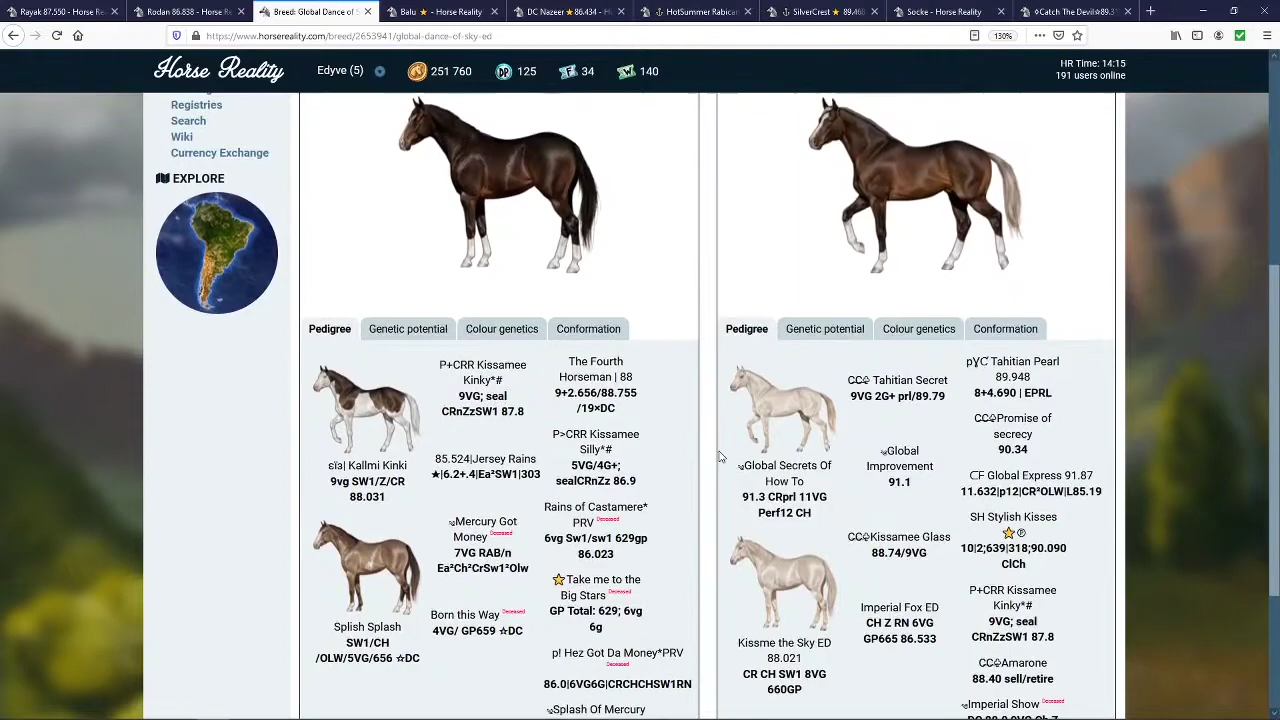 Rayak 87.550 - Horse Re
Rodan 86.838 - Horse Re
Breed: Global Dance of S
Balu ⭐ - Horse Reality
DC Nazeer⭐86.434 - H
HotSummer Rabican
SilverCrest ⭐ 89.46
Socke - Horse Reality
Catch The Devil☆89.3
https://www.horsereality.com/breed/2653941/global-dance-of-sky-ed
130%
Horse Reality
Edyve (5)
251 760
DP 125
34
140
HR Time: 14:15
191 users online
Registries
Search
Wiki
Currency Exchange
EXPLORE
Pedigree
Genetic potential
Colour genetics
Conformation
P+CRR Kissamee
Kinky*#
9VG; seal
CRnZzSW1 87.8
The Fourth
Horseman | 88
9+2.656/88.755
/19×DC
εïз| Kallmi Kinki
9vg SW1/Z/CR
88.031
85.524|Jersey Rains
★|6.2+.4|Ea²SW1|303
P>CRR Kissamee
Silly*#
5VG/4G+;
sealCRnZz 86.9
Rains of Castamere*
PRV Deceased
6vg Sw1/sw1 629gp
86.023
Mercury Got
Money Deceased
7VG RAB/n
Ea²Ch²CrSw1²Olw
⭐Take me to the
Big Stars Deceased
GP Total: 629; 6vg
6g
Splish Splash
SW1/CH
/OLW/5VG/656 ☆DC
Born this Way Deceased
4VG/ GP659 ☆DC
p! Hez Got Da Money*PRV
Deceased
86.0|6VG6G|CRCHCHSW1RN
Splash Of Mercury
Pedigree
Genetic potential
Colour genetics
Conformation
Tahitian Secret
9VG 2G+ prl/89.79
Tahitian Pearl
89.948
8+4.690 | EPRL
Promise of
secrecy
90.34
Global Secrets Of
How To
91.3 CRprl 11VG
Perf12 CH
Global
Improvement
91.1
Global Express 91.87
11.632|p12|CR²OLW|L85.19
SH Stylish Kisses
⭐℗
10|2;639|318;90.090
ClCh
Kissamee Glass
88.74/9VG
P+CRR Kissamee
Kinky*#
9VG; seal
CRnZzSW1 87.8
Kissme the Sky ED
88.021
CR CH SW1 8VG
660GP
Imperial Fox ED
CH Z RN 6VG
GP665 86.533
Amarone
88.40 sell/retire
Imperial Show Deceased